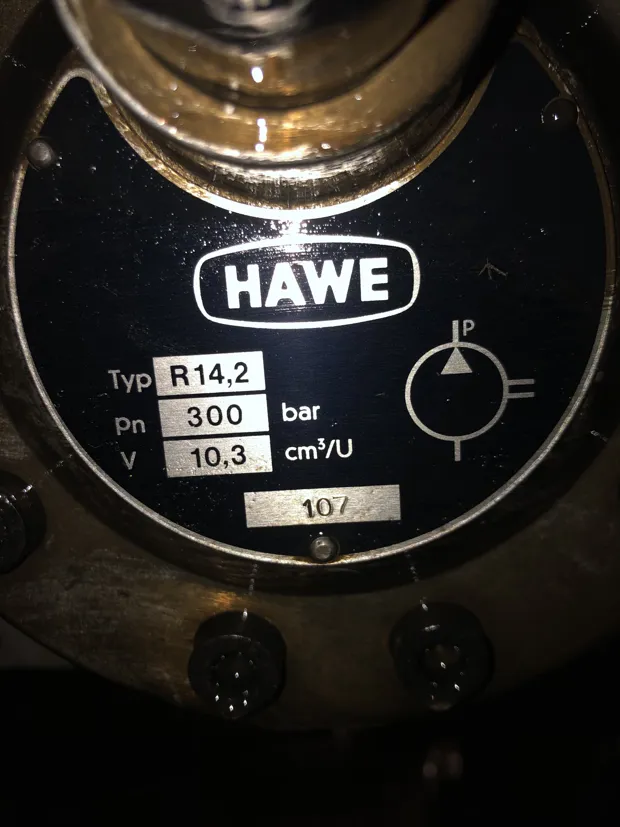 HAWE
P
Typ R 14,2
pn 300 bar
V 10,3 cm³/U
107